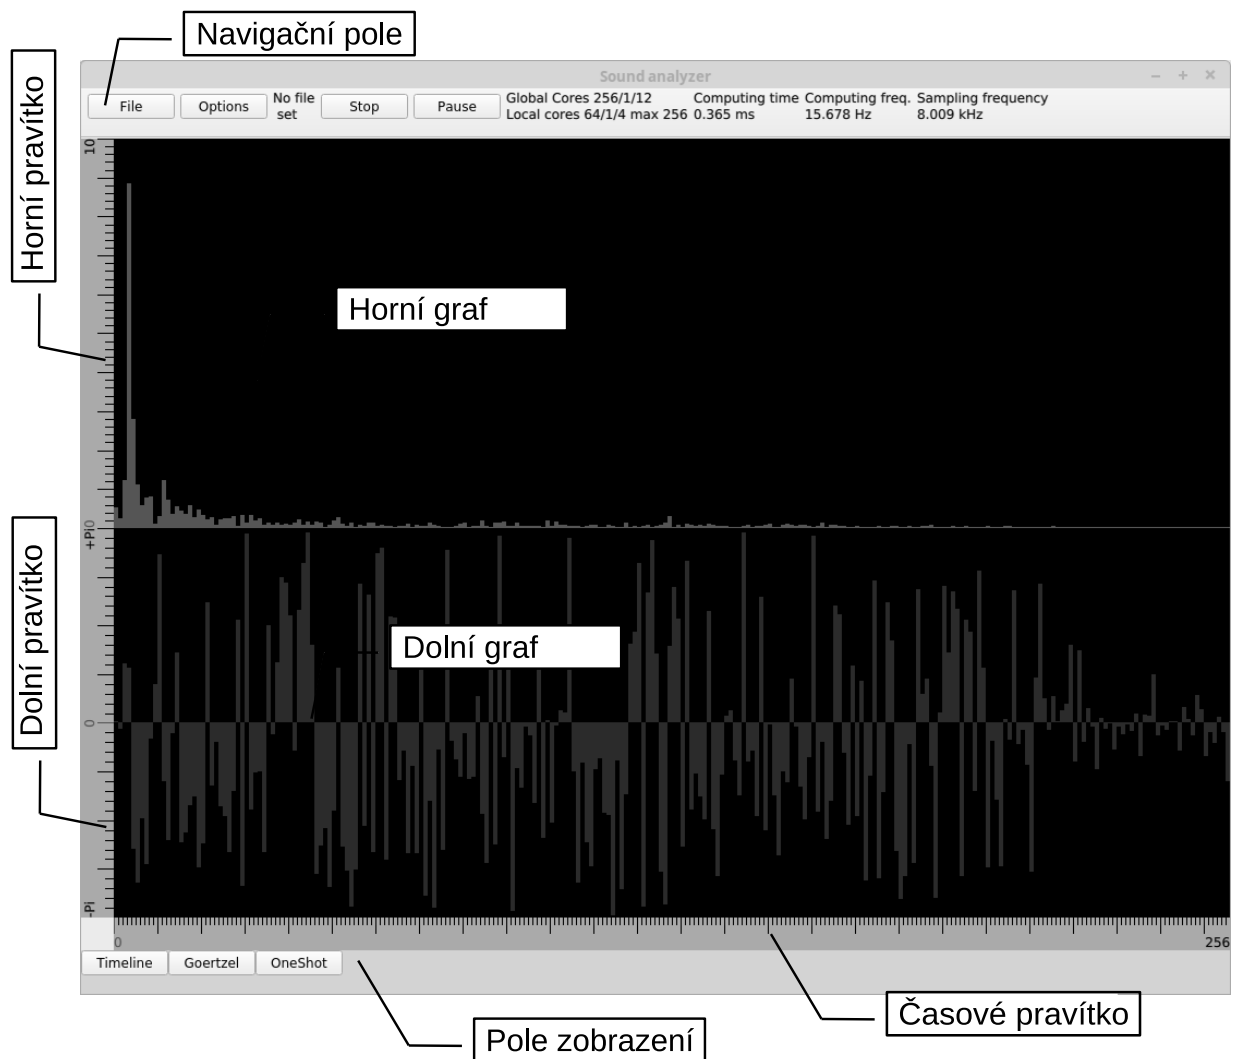 Navigační pole
Horní pravítko
Sound analyzer
File
Options
No file
set
Stop
Pause
Global Cores 256/1/12
Local cores 64/1/4 max 256
Computing time
0.365 ms
Computing freq.
15.678 Hz
Sampling frequency
8.009 kHz
10
Horní graf
0
+Pi
Dolní pravítko
Dolní graf
0
-Pi
0
256
Timeline
Goertzel
OneShot
Časové pravítko
Pole zobrazení